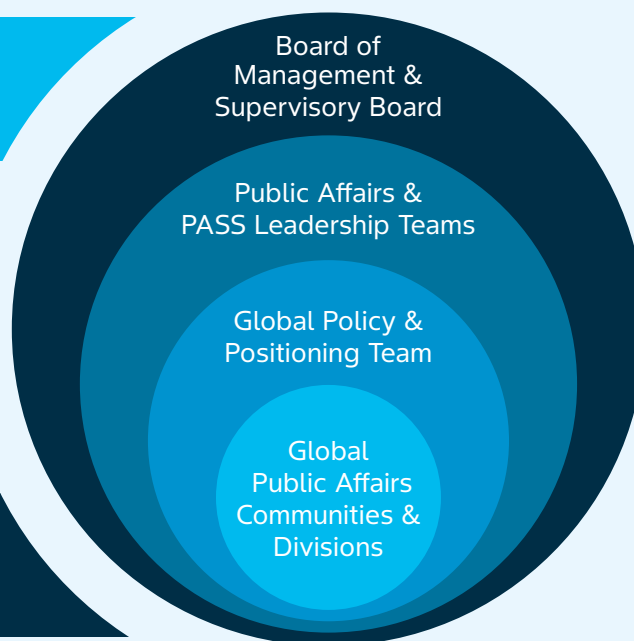 Board of
Management &
Supervisory Board
Public Affairs &
PASS Leadership Teams
Global Policy &
Positioning Team
Global
Public Affairs
Communities &
Divisions